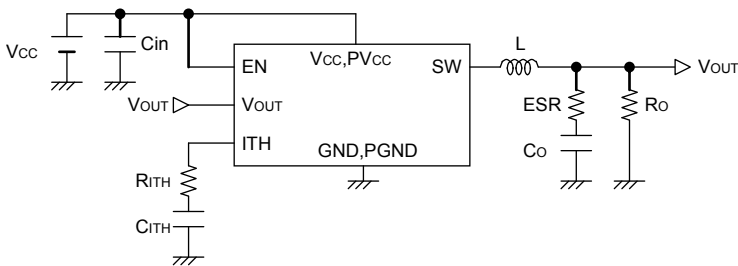 VCC
Cin
EN
VCC,PVCC
SW
L
VOUT
VOUT
VOUT
ITH
GND,PGND
ESR
RO
CO
RITH
CITH